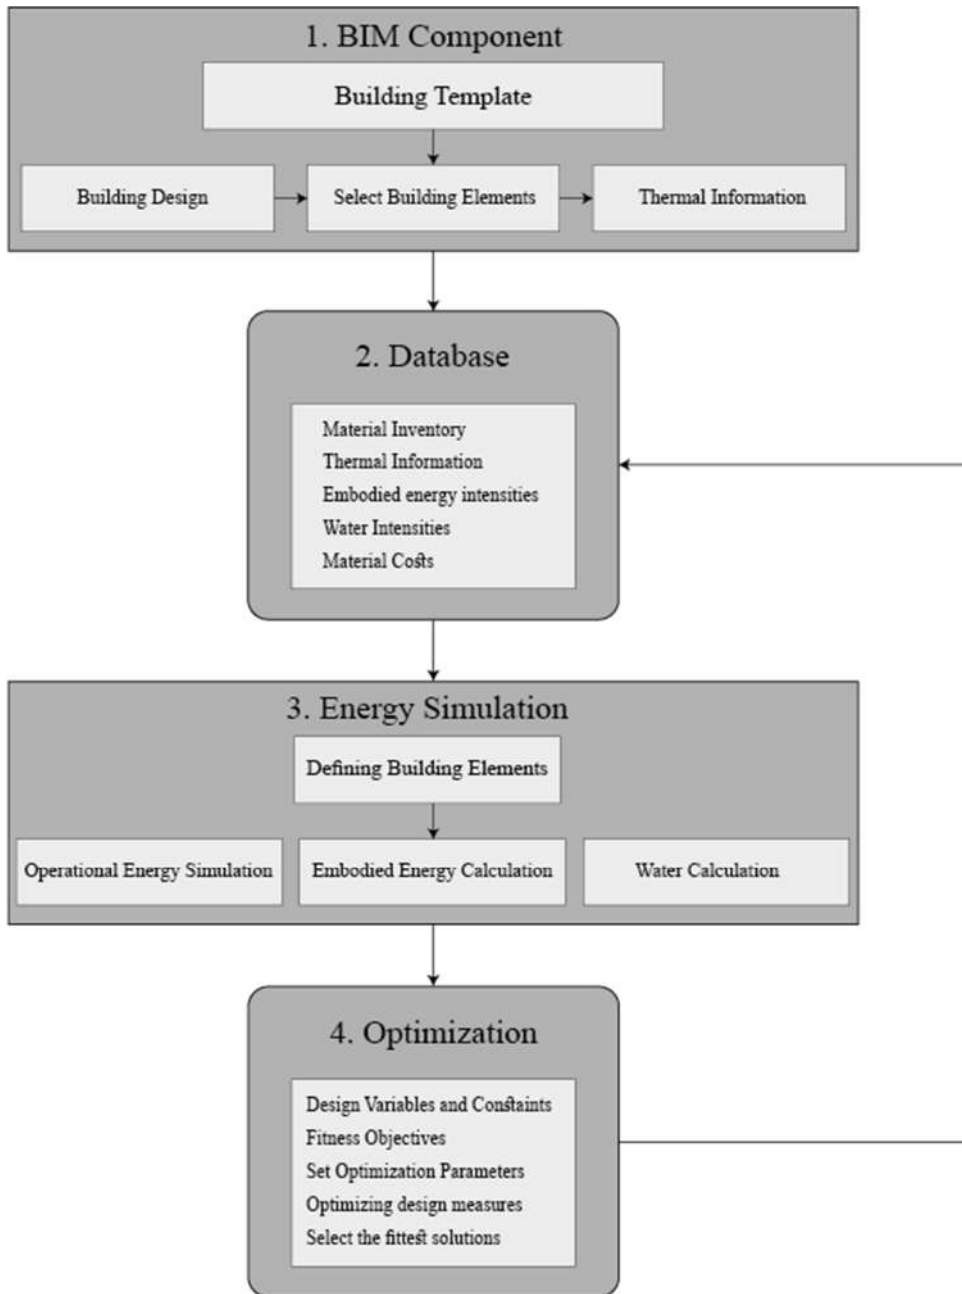 1. BIM Component
Building Template
Building Design
Select Building Elements
Thermal Information
2. Database
Material Inventory
Thermal Information
Embodied energy intensities
Water Intensities
Material Costs
3. Energy Simulation
Defining Building Elements
Operational Energy Simulation
Embodied Energy Calculation
Water Calculation
4. Optimization
Design Variables and Constaints
Fitness Objectives
Set Optimization Parameters
Optimizing design measures
Select the fittest solutions